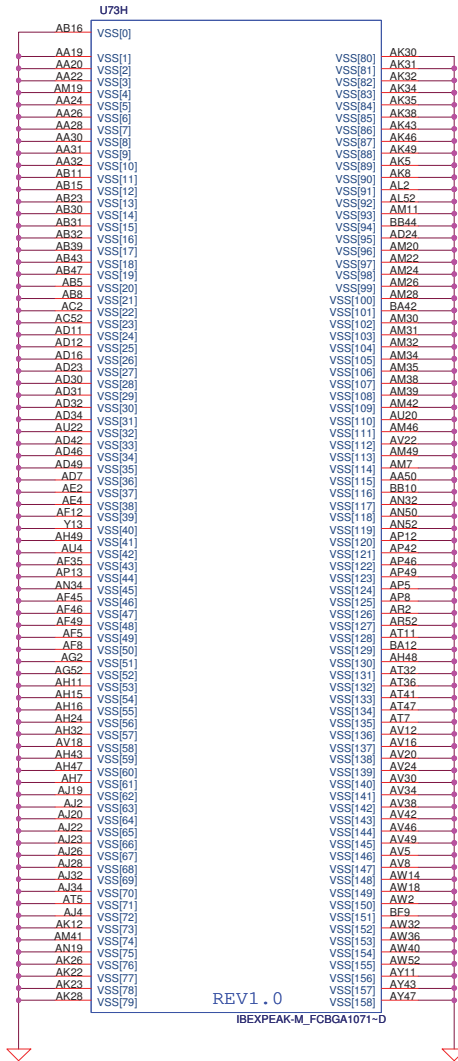 U73H
AB16 VSS[0]
AA19 VSS[1]
AA20 VSS[2]
AA22 VSS[3]
AM19 VSS[4]
AA24 VSS[5]
AA26 VSS[6]
AA28 VSS[7]
AA30 VSS[8]
AA31 VSS[9]
AA32 VSS[10]
AB11 VSS[11]
AB15 VSS[12]
AB23 VSS[13]
AB30 VSS[14]
AB31 VSS[15]
AB32 VSS[16]
AB39 VSS[17]
AB43 VSS[18]
AB47 VSS[19]
AB5 VSS[20]
AB8 VSS[21]
AC2 VSS[22]
AC52 VSS[23]
AD11 VSS[24]
AD12 VSS[25]
AD16 VSS[26]
AD23 VSS[27]
AD30 VSS[28]
AD31 VSS[29]
AD32 VSS[30]
AD34 VSS[31]
AU22 VSS[32]
AD42 VSS[33]
AD46 VSS[34]
AD49 VSS[35]
AD7 VSS[36]
AE2 VSS[37]
AE4 VSS[38]
AF12 VSS[39]
Y13 VSS[40]
AH49 VSS[41]
AU4 VSS[42]
AF35 VSS[43]
AP13 VSS[44]
AN34 VSS[45]
AF45 VSS[46]
AF46 VSS[47]
AF49 VSS[48]
AF5 VSS[49]
AF8 VSS[50]
AG2 VSS[51]
AG52 VSS[52]
AH11 VSS[53]
AH15 VSS[54]
AH16 VSS[55]
AH24 VSS[56]
AH32 VSS[57]
AV18 VSS[58]
AH43 VSS[59]
AH47 VSS[60]
AH7 VSS[61]
AJ19 VSS[62]
AJ2 VSS[63]
AJ20 VSS[64]
AJ22 VSS[65]
AJ23 VSS[66]
AJ26 VSS[67]
AJ28 VSS[68]
AJ32 VSS[69]
AJ34 VSS[70]
AT5 VSS[71]
AJ4 VSS[72]
AK12 VSS[73]
AM41 VSS[74]
AN19 VSS[75]
AK26 VSS[76]
AK22 VSS[77]
AK23 VSS[78]
AK28 VSS[79]
VSS[80] AK30
VSS[81] AK31
VSS[82] AK32
VSS[83] AK34
VSS[84] AK35
VSS[85] AK38
VSS[86] AK43
VSS[87] AK46
VSS[88] AK49
VSS[89] AK5
VSS[90] AK8
VSS[91] AL2
VSS[92] AL52
VSS[93] AM11
VSS[94] BB44
VSS[95] AD24
VSS[96] AM20
VSS[97] AM22
VSS[98] AM24
VSS[99] AM26
VSS[100] AM28
VSS[101] BA42
VSS[102] AM30
VSS[103] AM31
VSS[104] AM32
VSS[105] AM34
VSS[106] AM35
VSS[107] AM38
VSS[108] AM39
VSS[109] AM42
VSS[110] AU20
VSS[111] AM46
VSS[112] AV22
VSS[113] AM49
VSS[114] AM7
VSS[115] AA50
VSS[116] BB10
VSS[117] AN32
VSS[118] AN50
VSS[119] AN52
VSS[120] AP12
VSS[121] AP42
VSS[122] AP46
VSS[123] AP49
VSS[124] AP5
VSS[125] AP8
VSS[126] AR2
VSS[127] AR52
VSS[128] AT11
VSS[129] BA12
VSS[130] AH48
VSS[131] AT32
VSS[132] AT36
VSS[133] AT41
VSS[134] AT47
VSS[135] AT7
VSS[136] AV12
VSS[137] AV16
VSS[138] AV20
VSS[139] AV24
VSS[140] AV30
VSS[141] AV34
VSS[142] AV38
VSS[143] AV42
VSS[144] AV46
VSS[145] AV49
VSS[146] AV5
VSS[147] AV8
VSS[148] AW14
VSS[149] AW18
VSS[150] AW2
VSS[151] BF9
VSS[152] AW32
VSS[153] AW36
VSS[154] AW40
VSS[155] AW52
VSS[156] AY11
VSS[157] AY43
VSS[158] AY47
REV1.0
IBEXPEAK-M_FCBGA1071~D